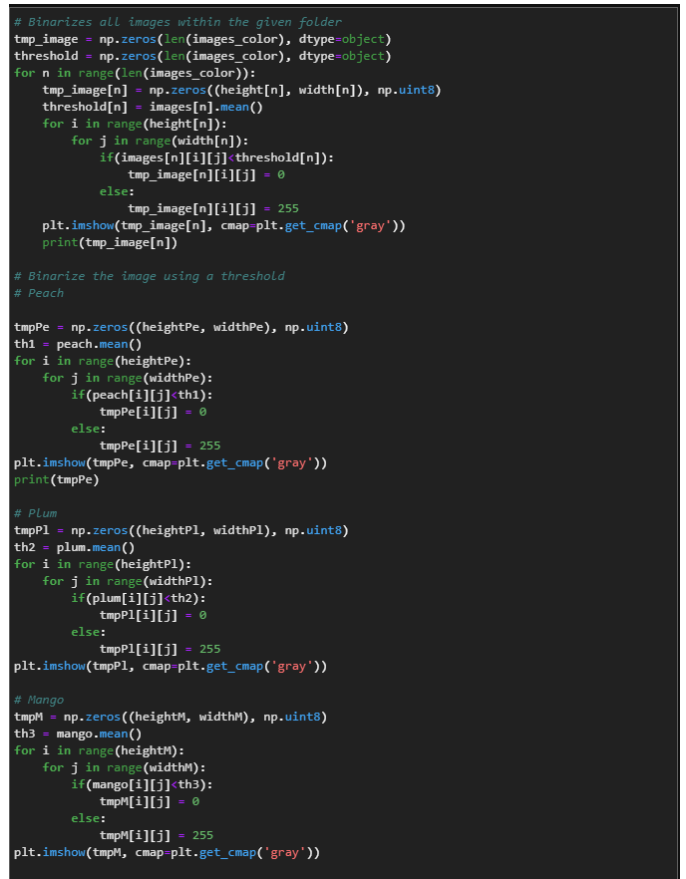 # Binarizes all images within the given folder
tmp_image = np.zeros(len(images_color), dtype=object)
threshold = np.zeros(len(images_color), dtype=object)
for n in range(len(images_color)):
    tmp_image[n] = np.zeros((height[n], width[n]), np.uint8)
    threshold[n] = images[n].mean()
    for i in range(height[n]):
        for j in range(width[n]):
            if(images[n][i][j]<threshold[n]):
                tmp_image[n][i][j] = 0
            else:
                tmp_image[n][i][j] = 255
    plt.imshow(tmp_image[n], cmap=plt.get_cmap('gray'))
    print(tmp_image[n])
# Binarize the image using a threshold
# Peach
tmpPe = np.zeros((heightPe, widthPe), np.uint8)
th1 = peach.mean()
for i in range(heightPe):
    for j in range(widthPe):
        if(peach[i][j]<th1):
            tmpPe[i][j] = 0
        else:
            tmpPe[i][j] = 255
plt.imshow(tmpPe, cmap=plt.get_cmap('gray'))
print(tmpPe)
# Plum
tmpPl = np.zeros((heightPl, widthPl), np.uint8)
th2 = plum.mean()
for i in range(heightPl):
    for j in range(widthPl):
        if(plum[i][j]<th2):
            tmpPl[i][j] = 0
        else:
            tmpPl[i][j] = 255
plt.imshow(tmpPl, cmap=plt.get_cmap('gray'))
# Mango
tmpM = np.zeros((heightM, widthM), np.uint8)
th3 = mango.mean()
for i in range(heightM):
    for j in range(widthM):
        if(mango[i][j]<th3):
            tmpM[i][j] = 0
        else:
            tmpM[i][j] = 255
plt.imshow(tmpM, cmap=plt.get_cmap('gray'))